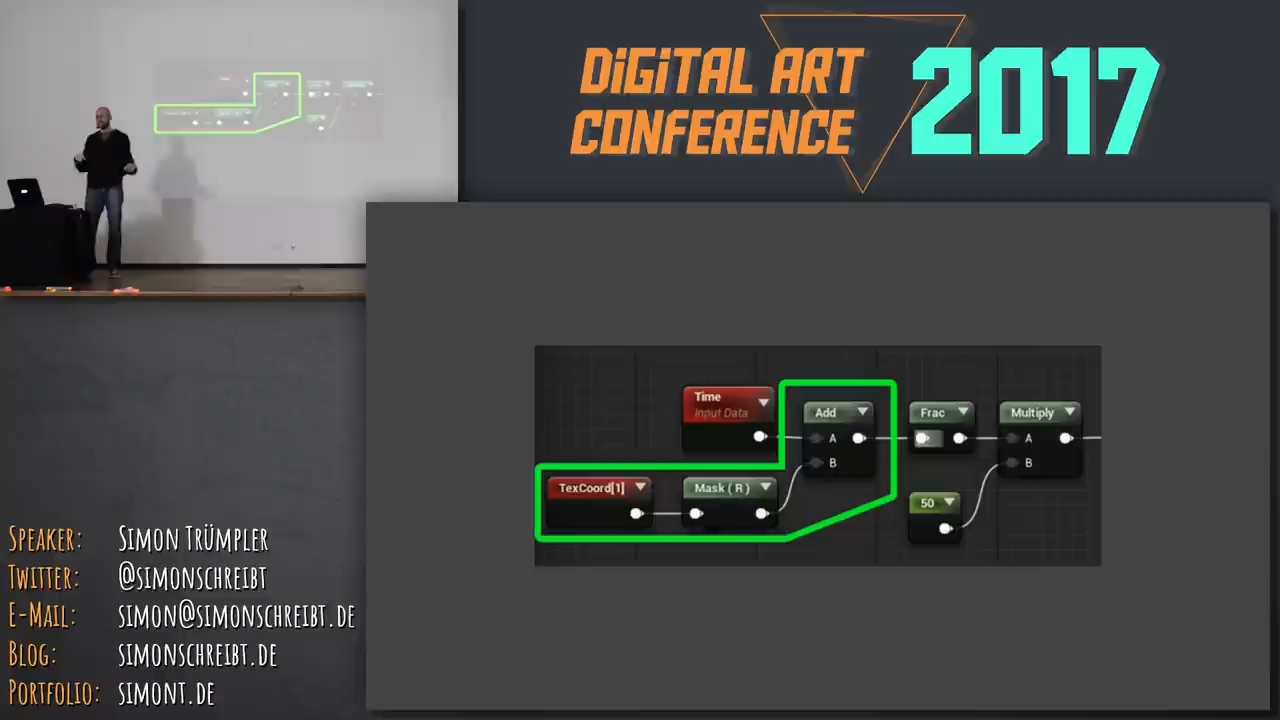 DiGiTAL ART
CONFERENCE
2017
Time
Input Data
Add
A
B
Frac
Multiply
A
B
TexCoord[1]
Mask ( R )
50
SPEAKER: SIMON TRÜMPLER
TWITTER: @SIMONSCHREIBT
E-MAIL: SIMON@SIMONSCHREIBT.DE
BLOG: SIMONSCHREIBT.DE
PORTFOLIO: SIMONT.DE